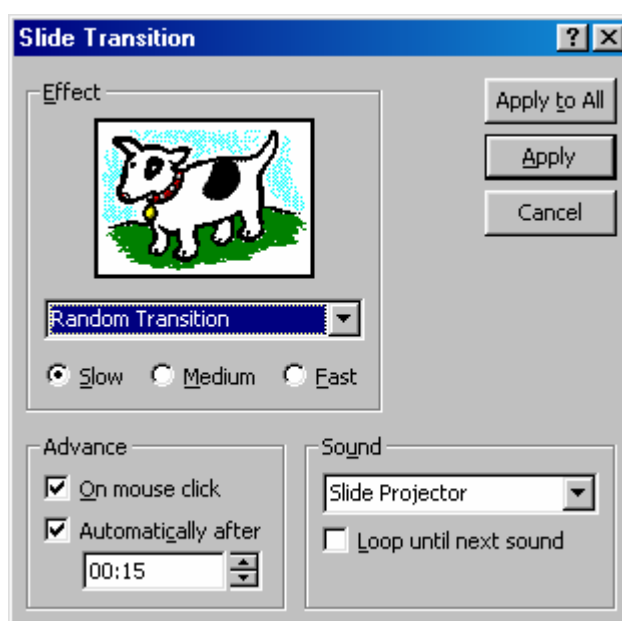 Slide Transition
Effect
Apply to All
Apply
Cancel
Random Transition
Slow Medium Fast
Advance
On mouse click
Automatically after
00:15
Sound
Slide Projector
Loop until next sound